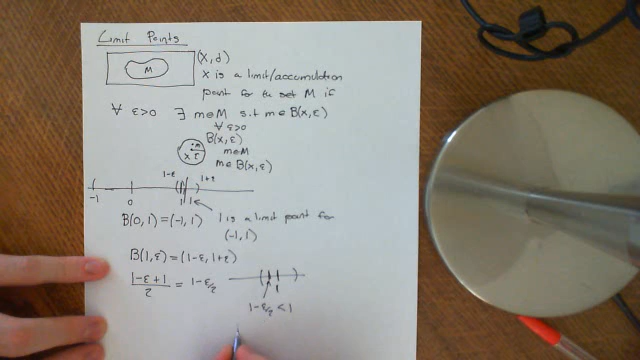 Limit Points
M
(X, d)
x is a limit/accumulation
point for the set M if
∀ ε>0 ∃ m∈M s.t m∈B(x,ε)
∀ ε>0
B(x,ε)
m
x ε
m∈M
m∈B(x,ε)
1-ε 1+ε
-1 0 1
B(0,1)=(-1,1) 1 is a limit point for
(-1,1)
B(1,ε)=(1-ε,1+ε)
(1-ε+1)/2 = 1-ε/2
1
1-ε/2 < 1